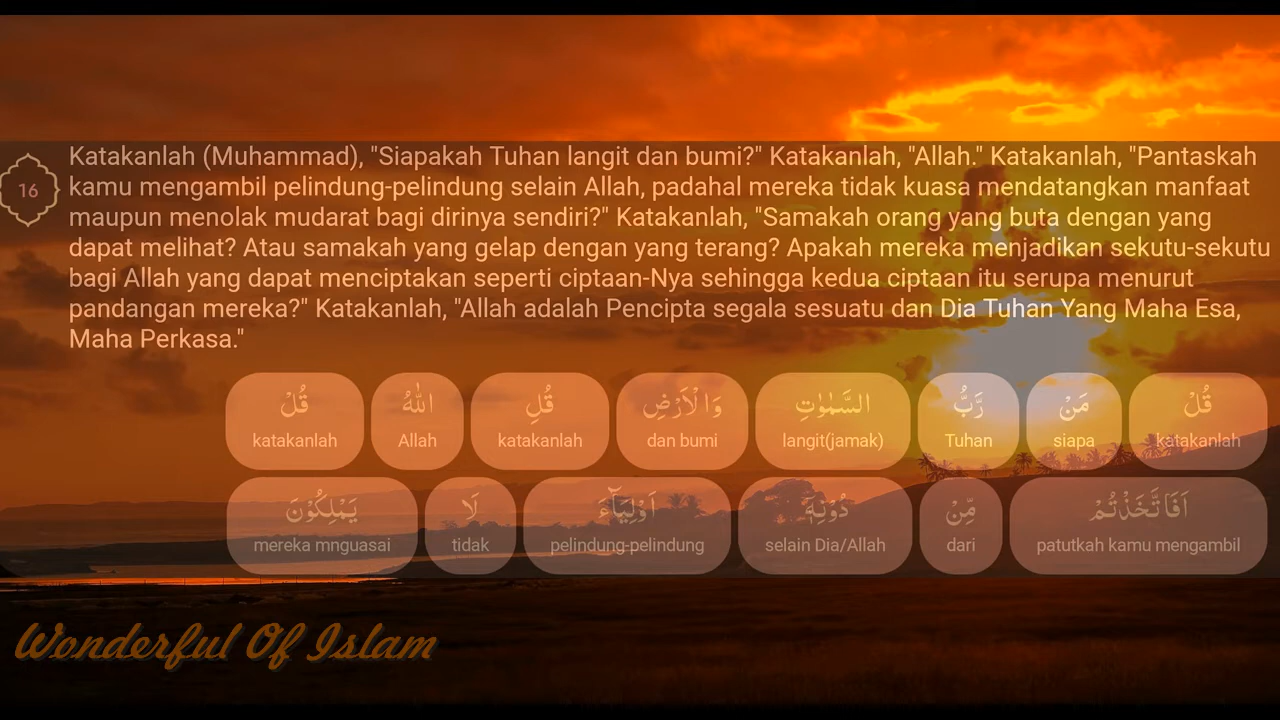 16
Katakanlah (Muhammad), "Siapakah Tuhan langit dan bumi?" Katakanlah, "Allah." Katakanlah, "Pantaskah
kamu mengambil pelindung-pelindung selain Allah, padahal mereka tidak kuasa mendatangkan manfaat
maupun menolak mudarat bagi dirinya sendiri?" Katakanlah, "Samakah orang yang buta dengan yang
dapat melihat? Atau samakah yang gelap dengan yang terang? Apakah mereka menjadikan sekutu-sekutu
bagi Allah yang dapat menciptakan seperti ciptaan-Nya sehingga kedua ciptaan itu serupa menurut
pandangan mereka?" Katakanlah, "Allah adalah Pencipta segala sesuatu dan Dia Tuhan Yang Maha Esa,
Maha Perkasa."
قُلْ مَنْ رَّبُّ السَّمٰوٰتِ وَالْاَرْضِ قُلِ اللّٰهُ قُلْ
katakanlah siapa Tuhan langit(jamak) dan bumi katakanlah Allah katakanlah
اَفَاتَّخَذْتُمْ مِّنْ دُوْنِهٖٓ اَوْلِيَاۤءَ لَا يَمْلِكُوْنَ
patutkah kamu mengambil dari selain Dia/Allah pelindung-pelindung tidak mereka mnguasai
Wonderful Of Islam